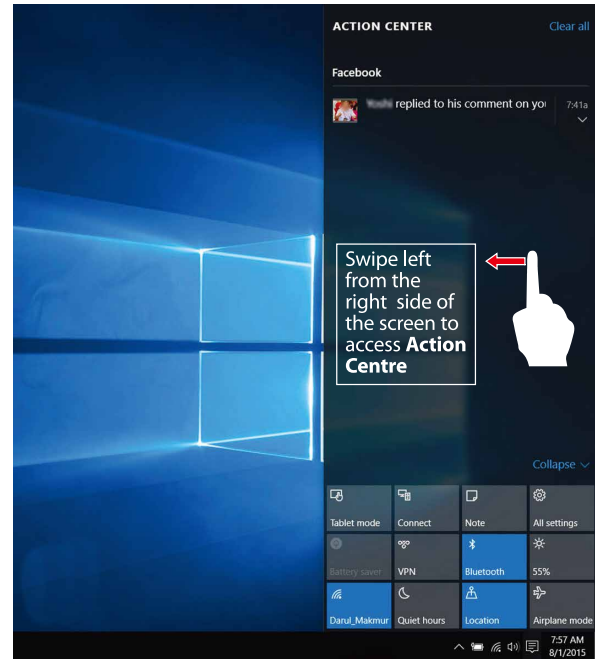 ACTION CENTER Clear all
Facebook
replied to his comment on you 7:41a
Swipe left
from the
right side of
the screen to
access Action
Centre
Collapse
Tablet mode Connect Note All settings
Battery saver VPN Bluetooth 55%
Darul_Makmur Quiet hours Location Airplane mode
7:57 AM
8/1/2015